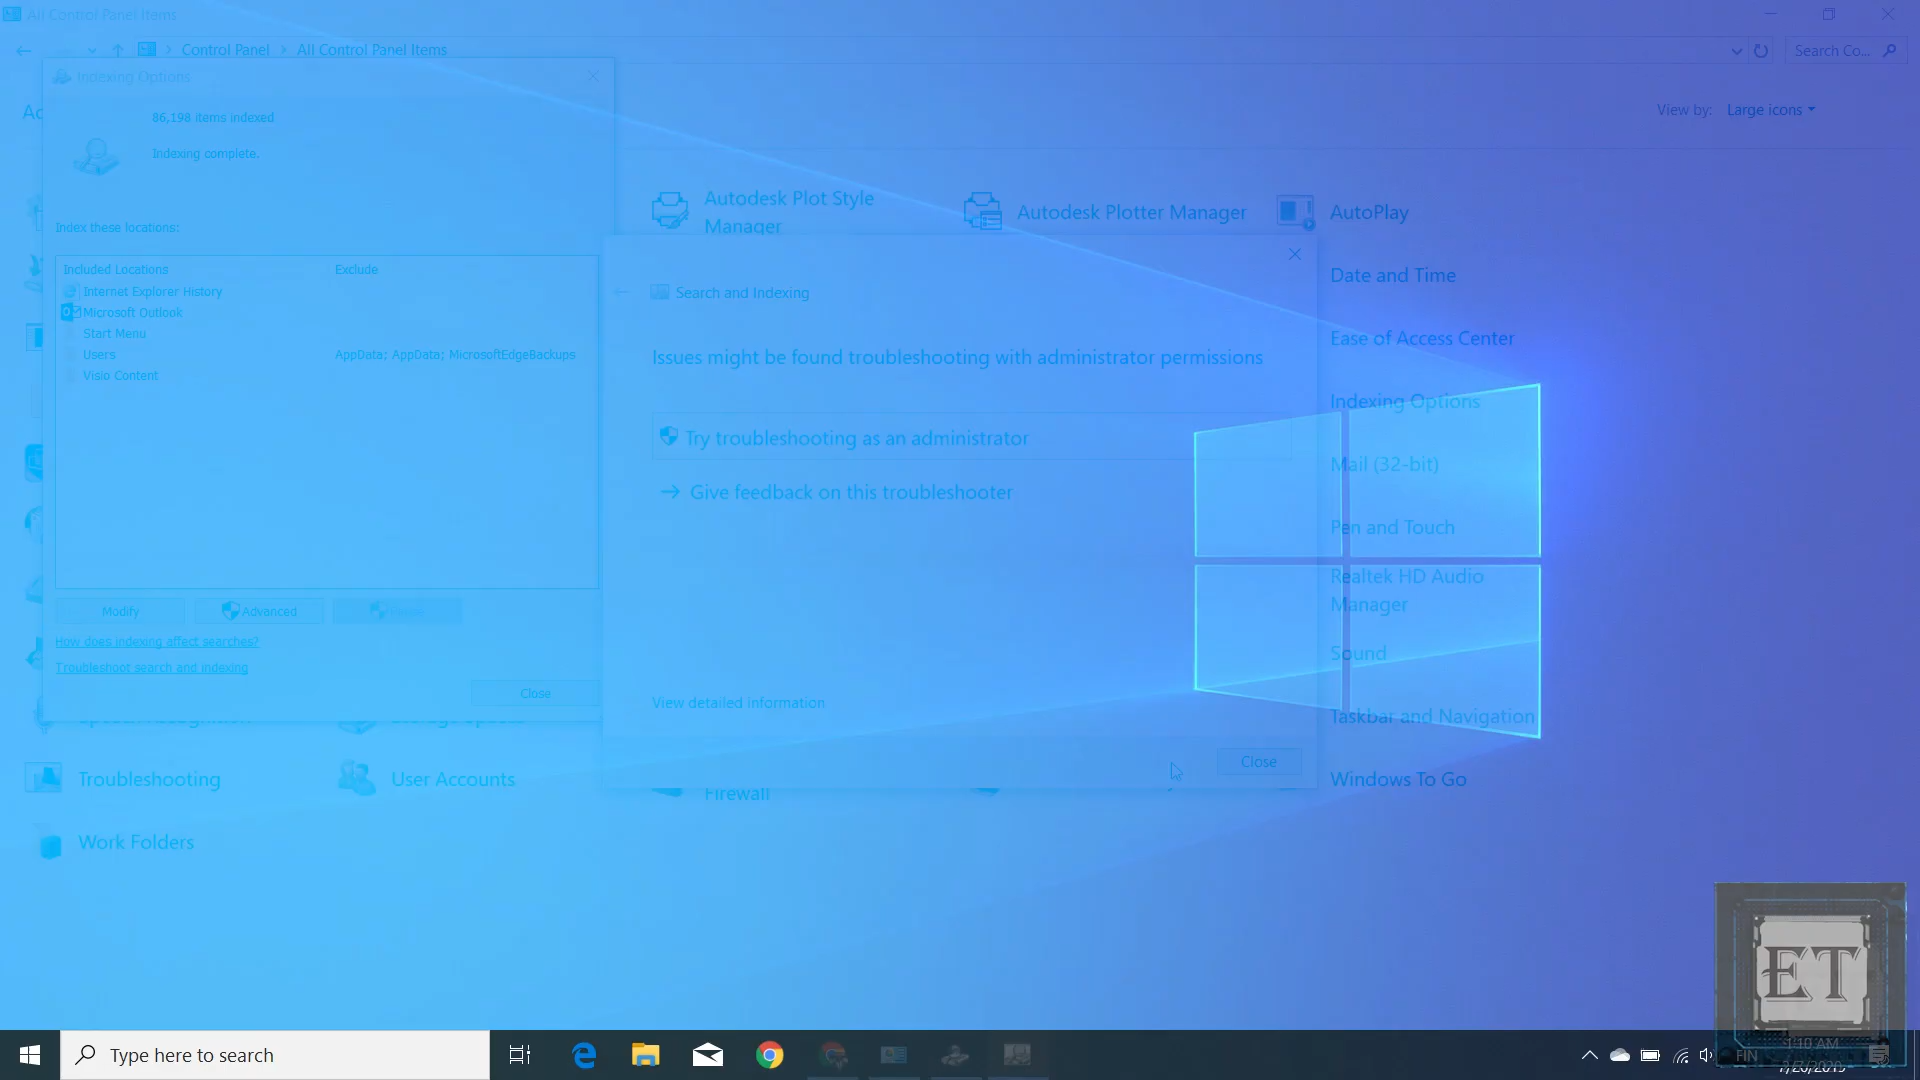 All Control Panel Items
Control Panel > All Control Panel Items
Search Co...
Indexing Options
86,198 items indexed
Indexing complete.
View by: Large icons
Index these locations:
Included Locations Exclude
Internet Explorer History
Microsoft Outlook
Start Menu
Users AppData; AppData; MicrosoftEdgeBackups
Visio Content
Modify Advanced
How does indexing affect searches?
Troubleshoot search and indexing
Close
Autodesk Plot Style
Manager
Autodesk Plotter Manager
AutoPlay
Search and Indexing
Issues might be found troubleshooting with administrator permissions
Try troubleshooting as an administrator
Give feedback on this troubleshooter
View detailed information
Close
Date and Time
Ease of Access Center
Indexing Options
Mail (32-bit)
Pen and Touch
Realtek HD Audio
Manager
Sound
Taskbar and Navigation
Troubleshooting
User Accounts
Firewall
Windows To Go
Work Folders
ET
Type here to search
FIN
1:10 AM